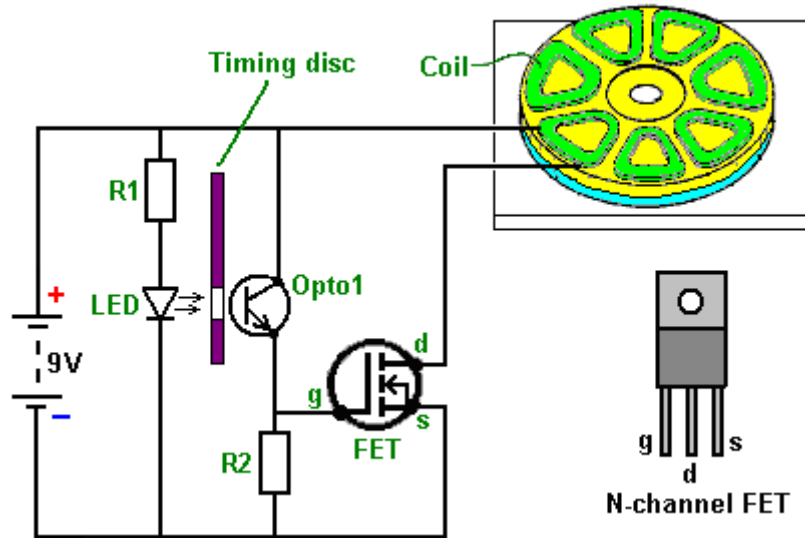 Timing disc
Coil
R1
Opto1
LED
+
9V
−
d
g
s
FET
R2
g
d
s
N-channel FET